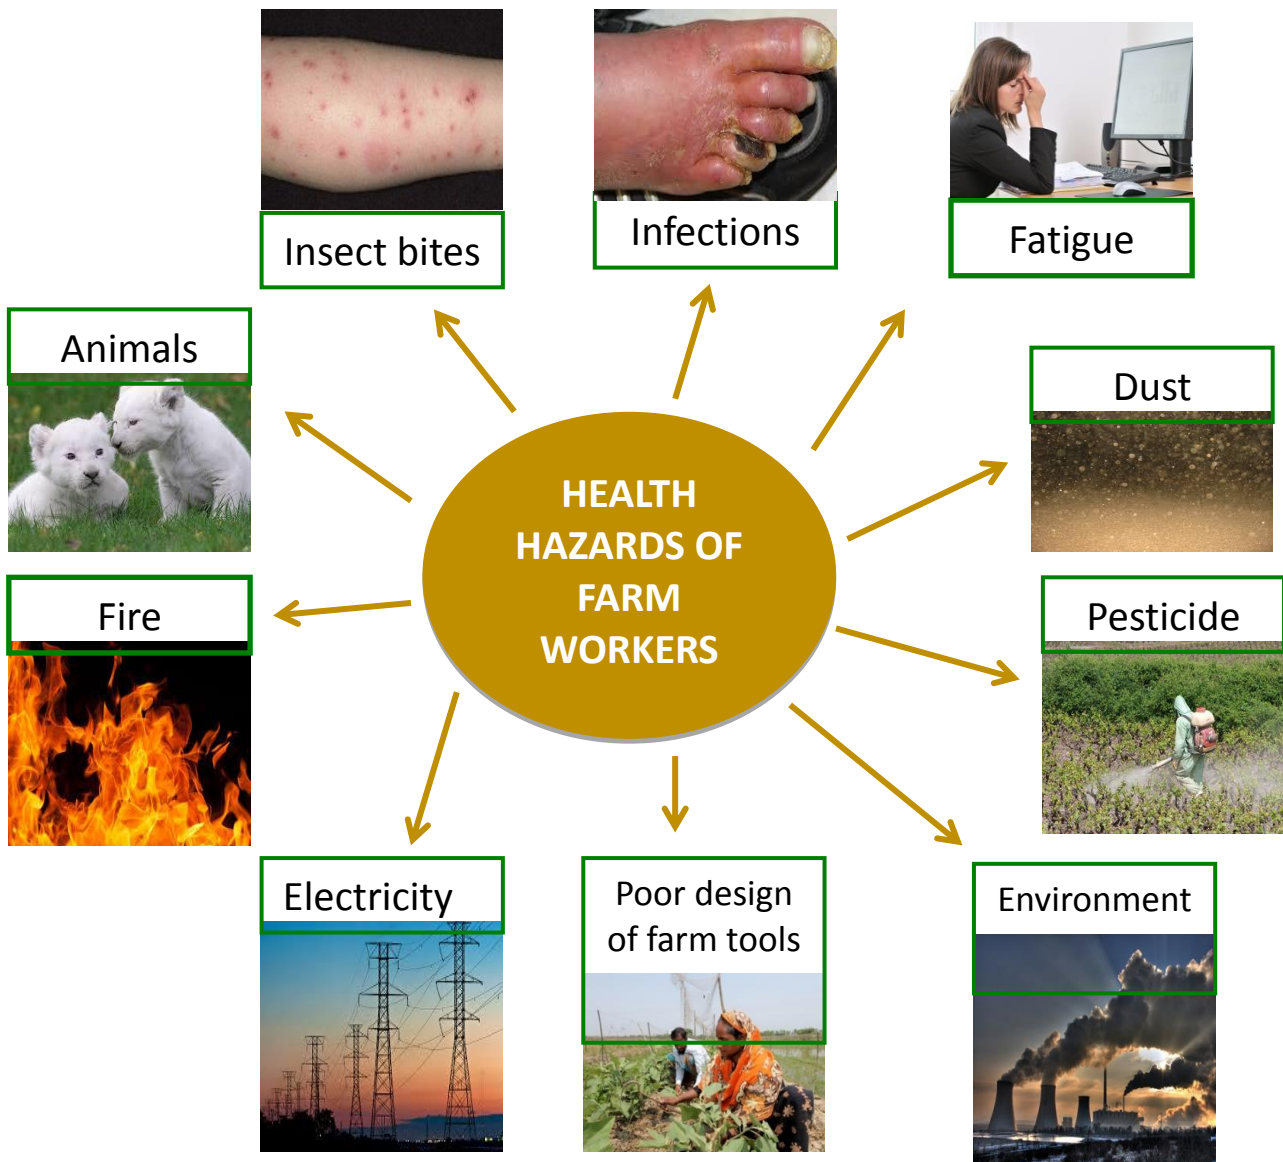 Insect bites
Infections
Fatigue
Animals
Dust
HEALTH
HAZARDS OF
FARM
WORKERS
Fire
Pesticide
Electricity
Poor design
of farm tools
Environment